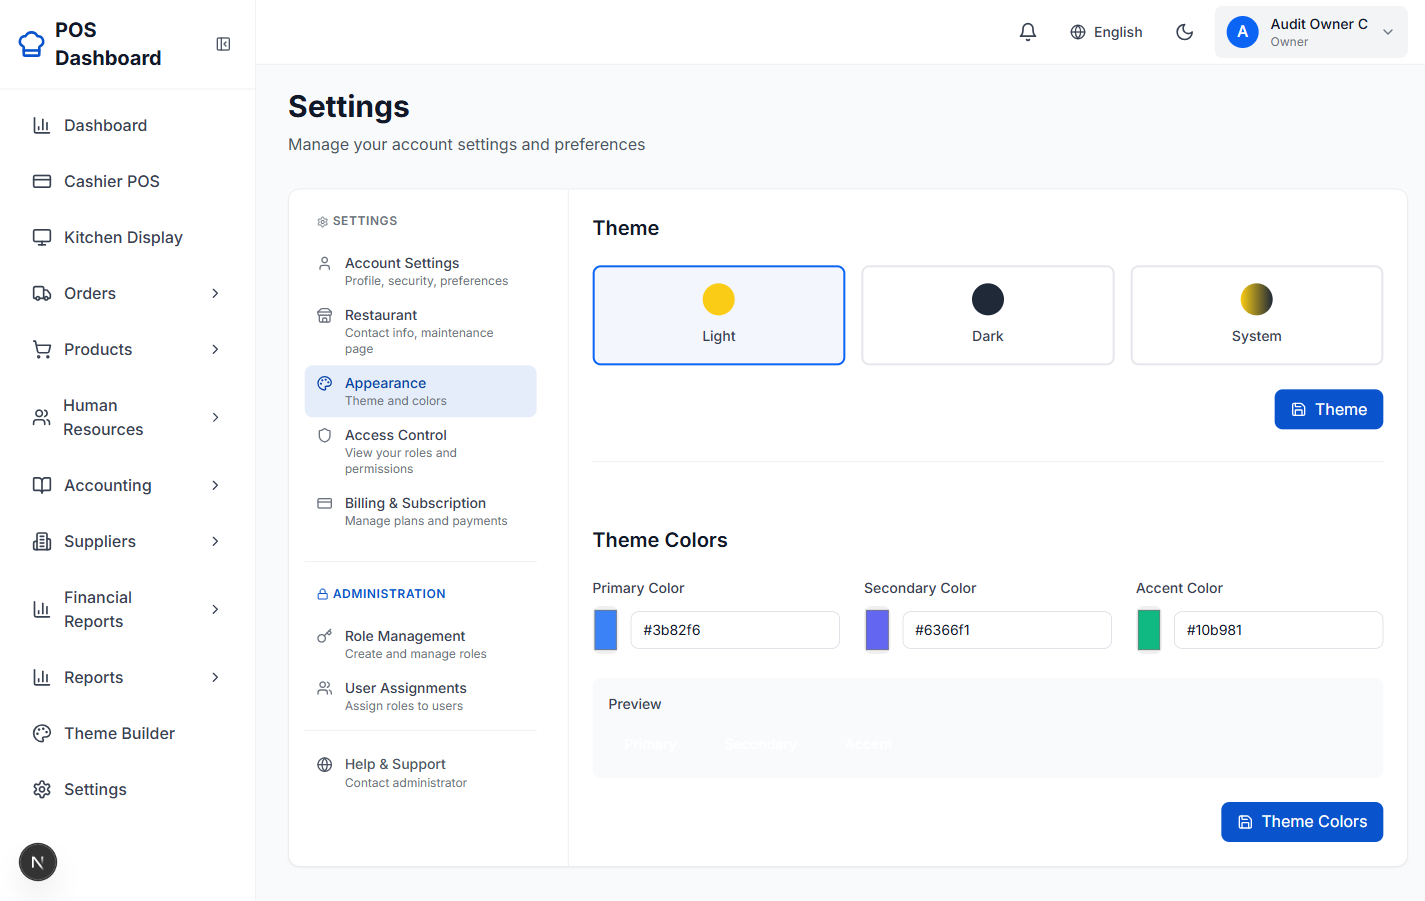 POS
Dashboard
English
A
Audit Owner C
Owner
Dashboard
Cashier POS
Kitchen Display
Orders
Products
Human
Resources
Accounting
Suppliers
Financial
Reports
Reports
Theme Builder
Settings
N
Settings
Manage your account settings and preferences
SETTINGS
Account Settings
Profile, security, preferences
Restaurant
Contact info, maintenance
page
Appearance
Theme and colors
Access Control
View your roles and
permissions
Billing & Subscription
Manage plans and payments
ADMINISTRATION
Role Management
Create and manage roles
User Assignments
Assign roles to users
Help & Support
Contact administrator
Theme
Light
Dark
System
Theme
Theme Colors
Primary Color
Secondary Color
Accent Color
#3b82f6
#6366f1
#10b981
Preview
Primary
Secondary
Accent
Theme Colors